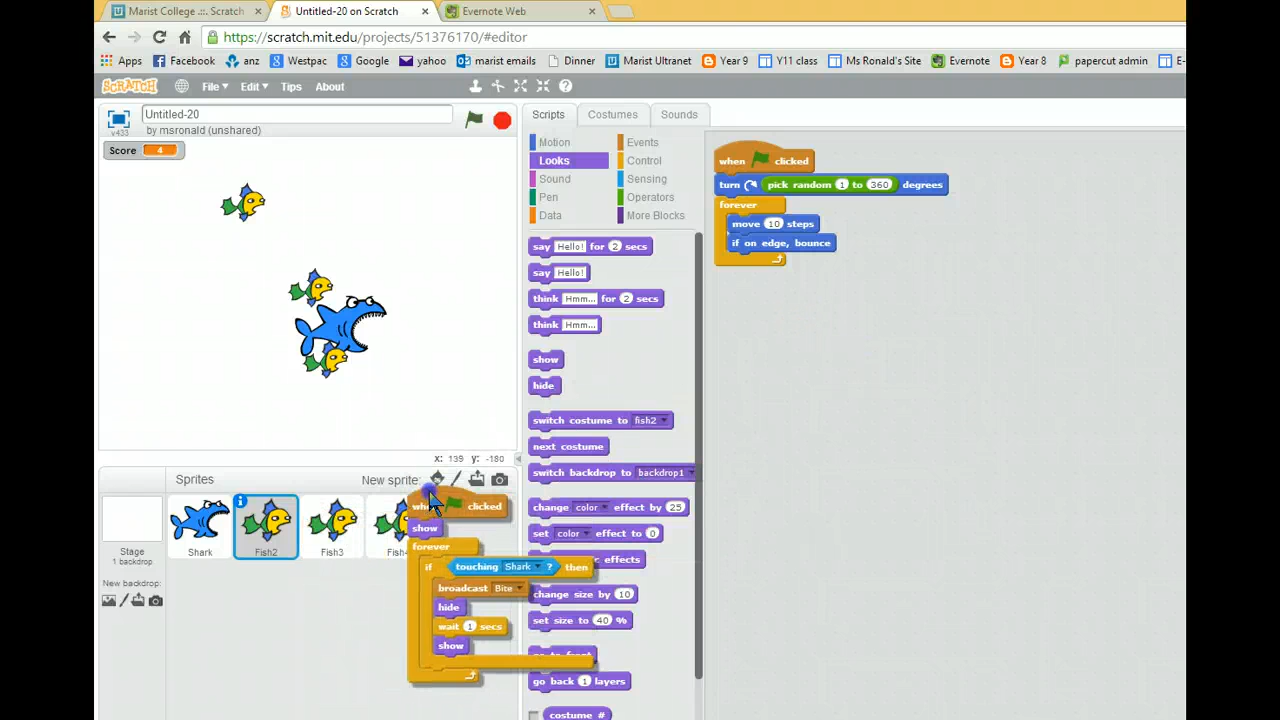 Marist College .::. Scratch
Untitled-20 on Scratch
Evernote Web
https://scratch.mit.edu/projects/51376170/#editor
Apps
Facebook
anz
Westpac
Google
yahoo
marist emails
Dinner
Marist Ultranet
Year 9
Y11 class
Ms Ronald's Site
Evernote
Year 8
papercut admin
E-
SCRATCH
File
Edit
Tips
About
v433
Untitled-20
by msronald (unshared)
Scripts
Costumes
Sounds
Score 4
Motion
Looks
Sound
Pen
Data
Events
Control
Sensing
Operators
More Blocks
say Hello! for 2 secs
say Hello!
think Hmm... for 2 secs
think Hmm...
show
hide
switch costume to fish2
next costume
switch backdrop to backdrop1
change color effect by 25
set color effect to 0
effects
change size by 10
set size to 40 %
go back 1 layers
costume #
when clicked
turn pick random 1 to 360 degrees
forever
move 10 steps
if on edge, bounce
x: 139 y: -180
Sprites
New sprite:
Stage
1 backdrop
New backdrop:
Shark
Fish2
Fish3
clicked
show
forever
if touching Shark ? then
broadcast Bite
hide
wait 1 secs
show